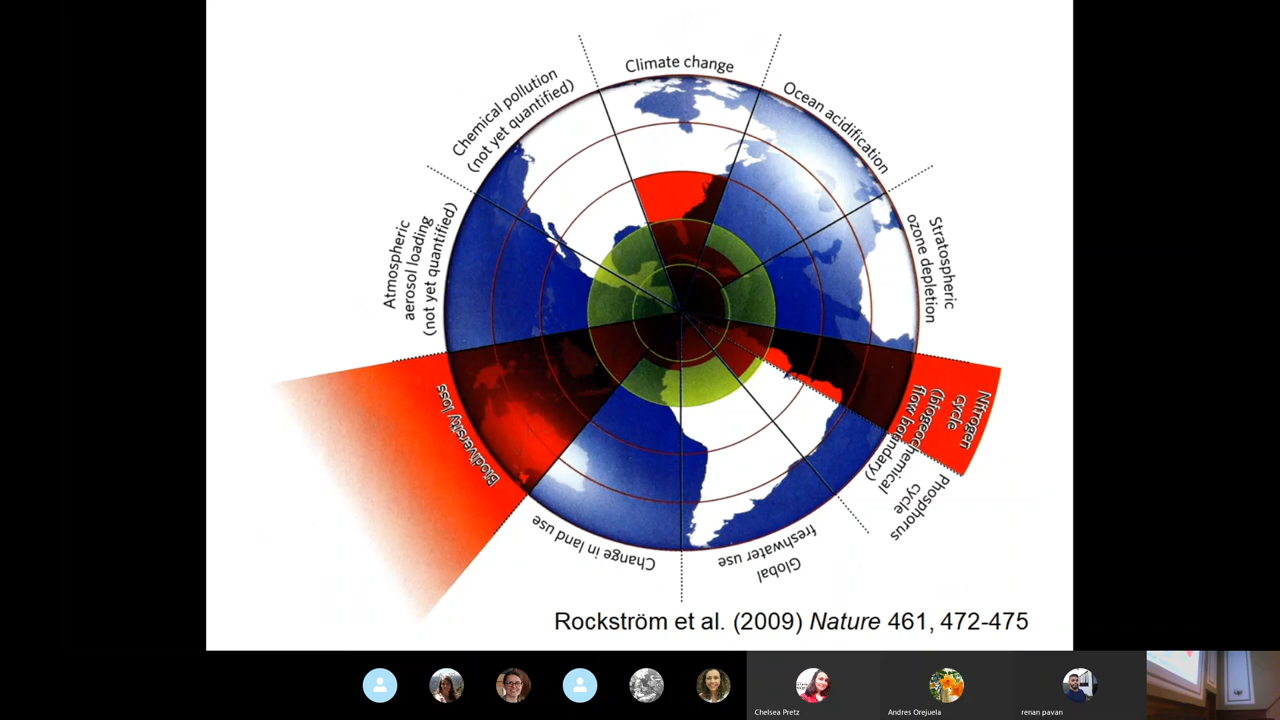 Climate change
Ocean acidification
Stratospheric
ozone depletion
Nitrogen
cycle
(biogeochemical
flow boundary)
Phosphorus
cycle
Global
freshwater use
Change in land use
Biodiversity loss
Atmospheric
aerosol loading
(not yet quantified)
Chemical pollution
(not yet quantified)
Rockström et al. (2009) Nature 461, 472-475
Chelsea Pretz
Andres Orejuela
renan pavan